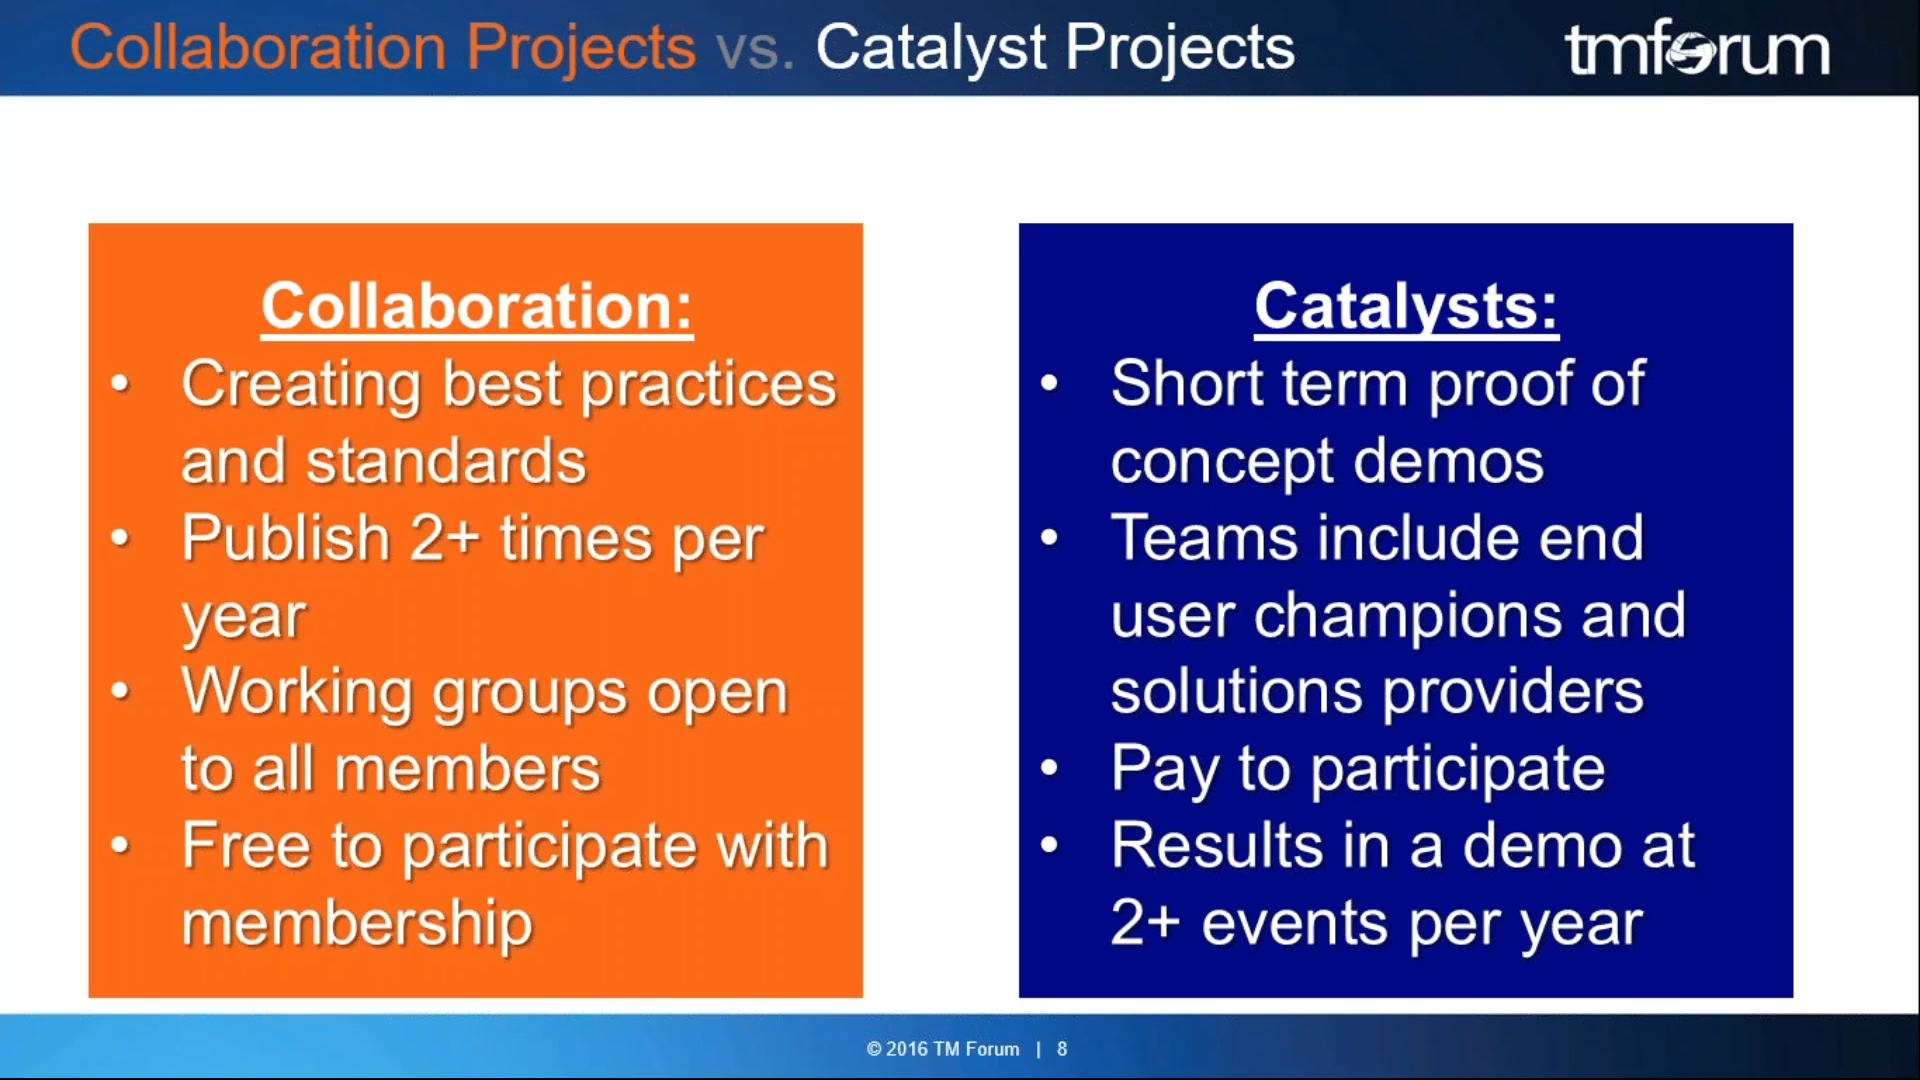 Collaboration Projects vs. Catalyst Projects
tmforum
Collaboration:
• Creating best practices
and standards
• Publish 2+ times per
year
• Working groups open
to all members
• Free to participate with
membership
Catalysts:
• Short term proof of
concept demos
• Teams include end
user champions and
solutions providers
• Pay to participate
• Results in a demo at
2+ events per year
© 2016 TM Forum | 8